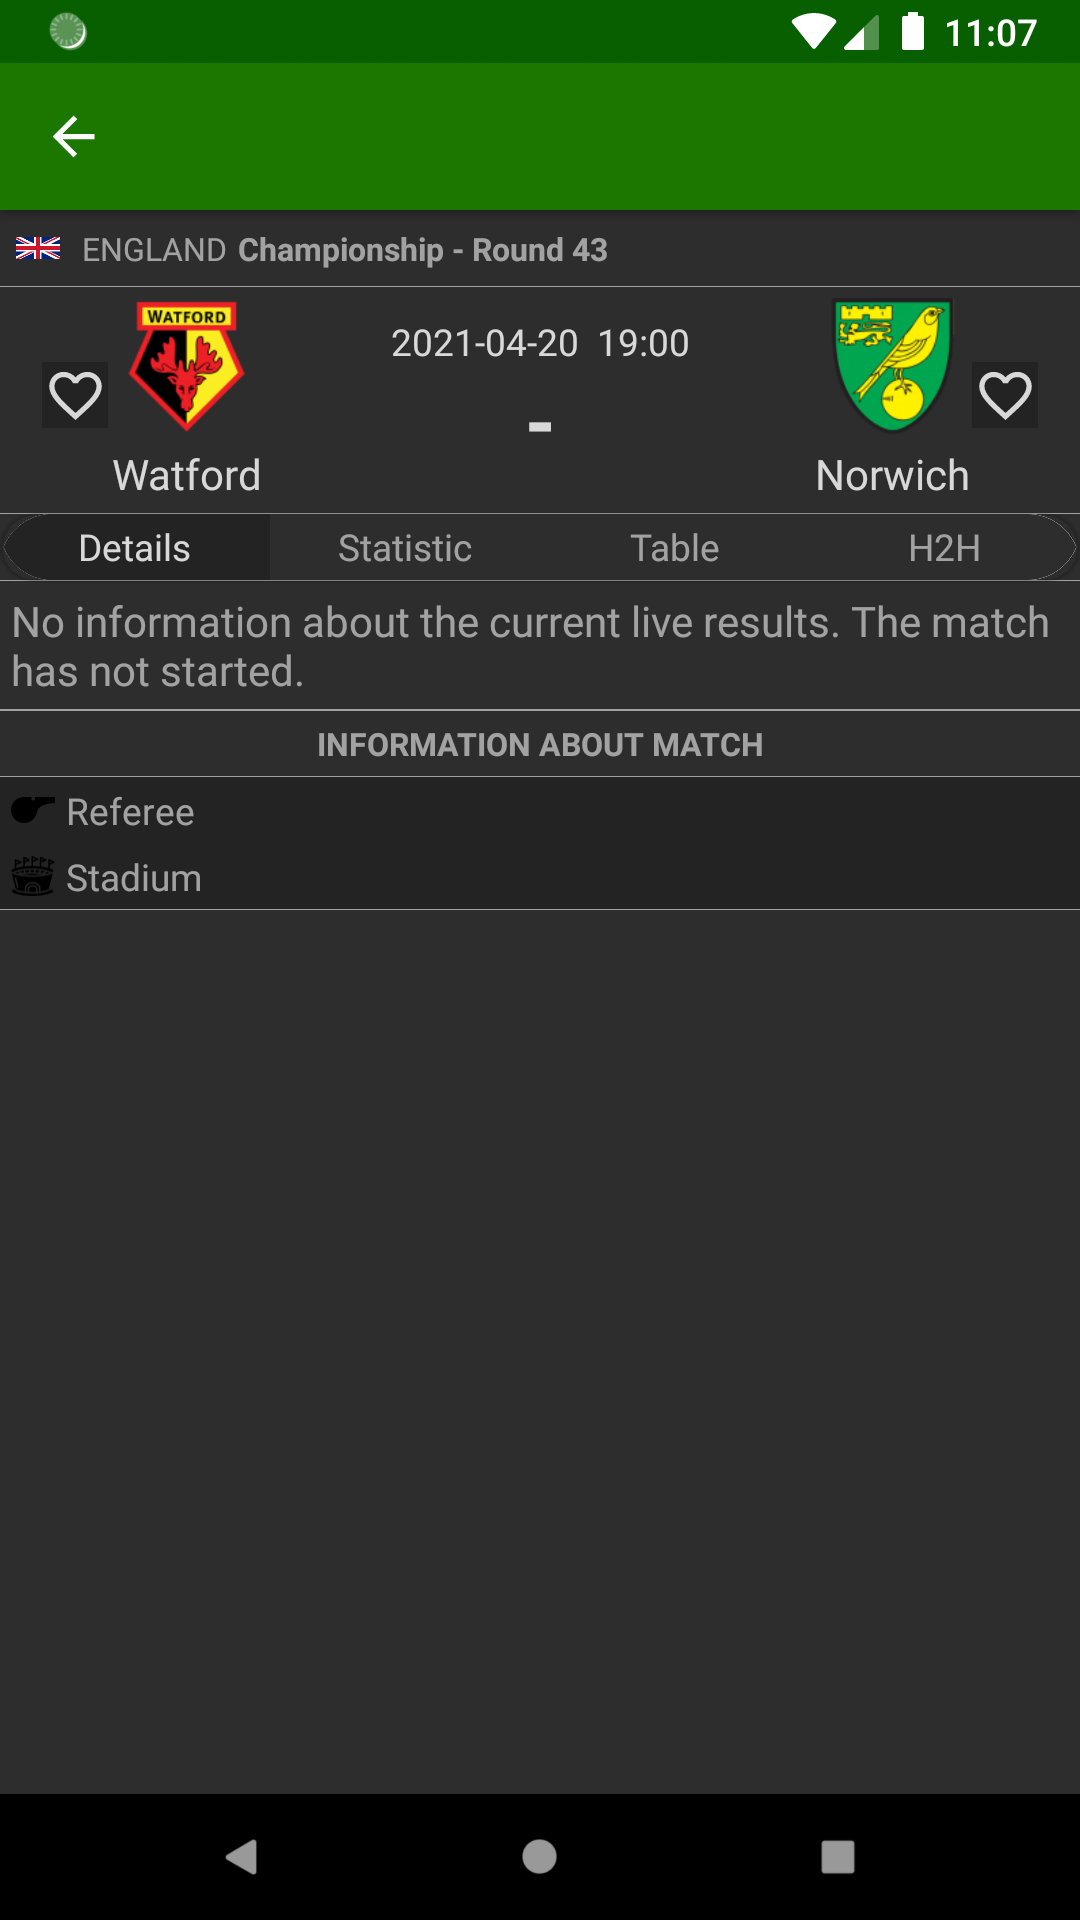 11:07
ENGLAND Championship - Round 43
WATFORD
2021-04-20 19:00
-
Watford
Norwich
Details Statistic Table H2H
No information about the current live results. The match
has not started.
INFORMATION ABOUT MATCH
Referee
Stadium